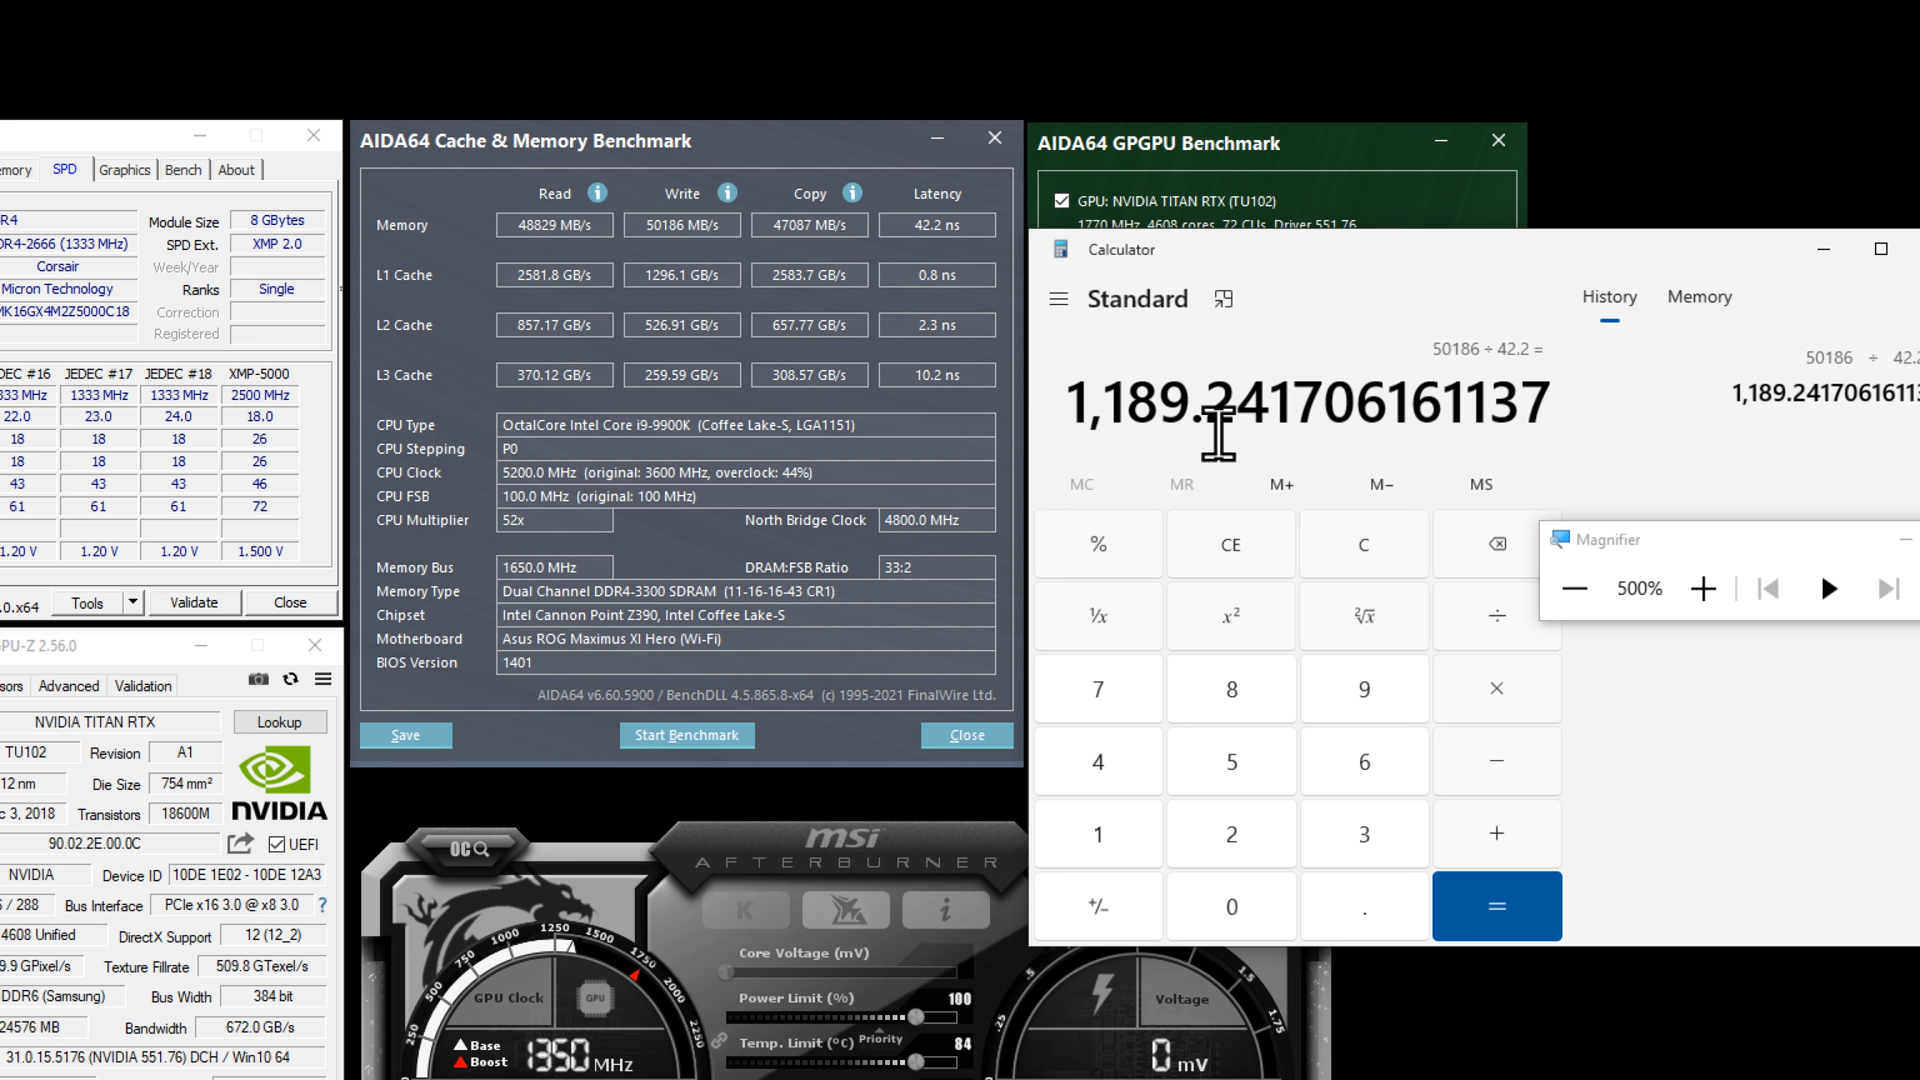 SPD
Graphics
Bench
About
Module Size 8 GBytes
SPD Ext. XMP 2.0
Week/Year
Corsair
Micron Technology Ranks Single
Correction
Registered
JEDEC #17 JEDEC #18 XMP-5000
1333 MHz 1333 MHz 2500 MHz
22.0 23.0 24.0 18.0
18 18 18 26
18 18 18 26
43 43 43 46
61 61 61 72
1.20 V 1.20 V 1.20 V 1.500 V
Tools Validate Close
2.56.0
Advanced Validation
NVIDIA TITAN RTX Lookup
TU102 Revision A1
12 nm Die Size 754 mm²
3, 2018 Transistors 18600M
NVIDIA
90.02.2E.00.0C UEFI
NVIDIA Device ID 10DE 1E02 - 10DE 12A3
/ 288 Bus Interface PCIe x16 3.0 @ x8 3.0 ?
4608 Unified DirectX Support 12 (12_2)
GPixel/s Texture Fillrate 509.8 GTexel/s
(Samsung) Bus Width 384 bit
24576 MB Bandwidth 672.0 GB/s
31.0.15.5176 (NVIDIA 551.76) DCH / Win10 64
AIDA64 Cache & Memory Benchmark
Read Write Copy Latency
Memory 48829 MB/s 50186 MB/s 47087 MB/s 42.2 ns
L1 Cache 2581.8 GB/s 1296.1 GB/s 2583.7 GB/s 0.8 ns
L2 Cache 857.17 GB/s 526.91 GB/s 657.77 GB/s 2.3 ns
L3 Cache 370.12 GB/s 259.59 GB/s 308.57 GB/s 10.2 ns
CPU Type OctalCore Intel Core i9-9900K (Coffee Lake-S, LGA1151)
CPU Stepping P0
CPU Clock 5200.0 MHz (original: 3600 MHz, overclock: 44%)
CPU FSB 100.0 MHz (original: 100 MHz)
CPU Multiplier 52x North Bridge Clock 4800.0 MHz
Memory Bus 1650.0 MHz DRAM:FSB Ratio 33:2
Memory Type Dual Channel DDR4-3300 SDRAM (11-16-16-43 CR1)
Chipset Intel Cannon Point Z390, Intel Coffee Lake-S
Motherboard Asus ROG Maximus XI Hero (Wi-Fi)
BIOS Version 1401
AIDA64 v6.60.5900 / BenchDLL 4.5.865.8-x64 (c) 1995-2021 FinalWire Ltd.
Save Start Benchmark Close
AIDA64 GPGPU Benchmark
GPU: NVIDIA TITAN RTX (TU102)
1770 MHz, 4608 cores, 72 CUs, Driver 551.76
Calculator
Standard
History Memory
50186 ÷ 42.2 =
1,189.241706161137
50186 ÷ 42.2
1,189.24170616113
MC MR M+ M− MS
% CE C
⅟x x² ²√x ÷
7 8 9 ×
4 5 6 −
1 2 3 +
+/− 0 . =
Magnifier
− 500% +
OC
msi
AFTERBURNER
K i
250 500 750 1000 1250 1500 1750 2000 2250
GPU Clock GPU
Base
Boost
1350 MHz
Core Voltage (mV)
Power Limit (%) 100
Priority
Temp. Limit (°C) 84
.25 .5 1.5 1.75
Voltage
0 mV